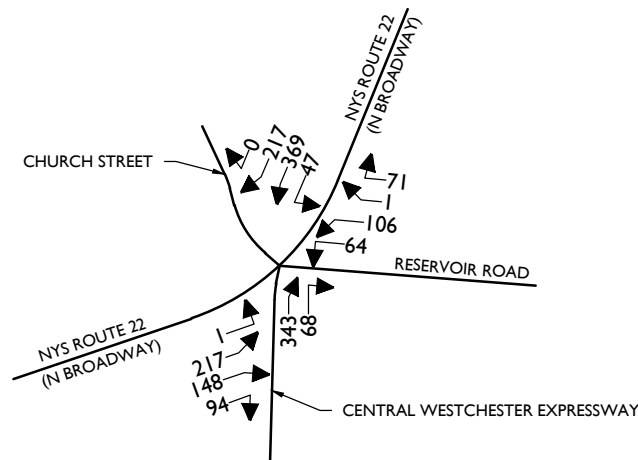 NYS ROUTE 22
(N BROADWAY)
CHURCH STREET
0
217
369
47
71
1
106
64
RESERVOIR ROAD
343
68
NYS ROUTE 22
(N BROADWAY)
1
217
148
94
CENTRAL WESTCHESTER EXPRESSWAY